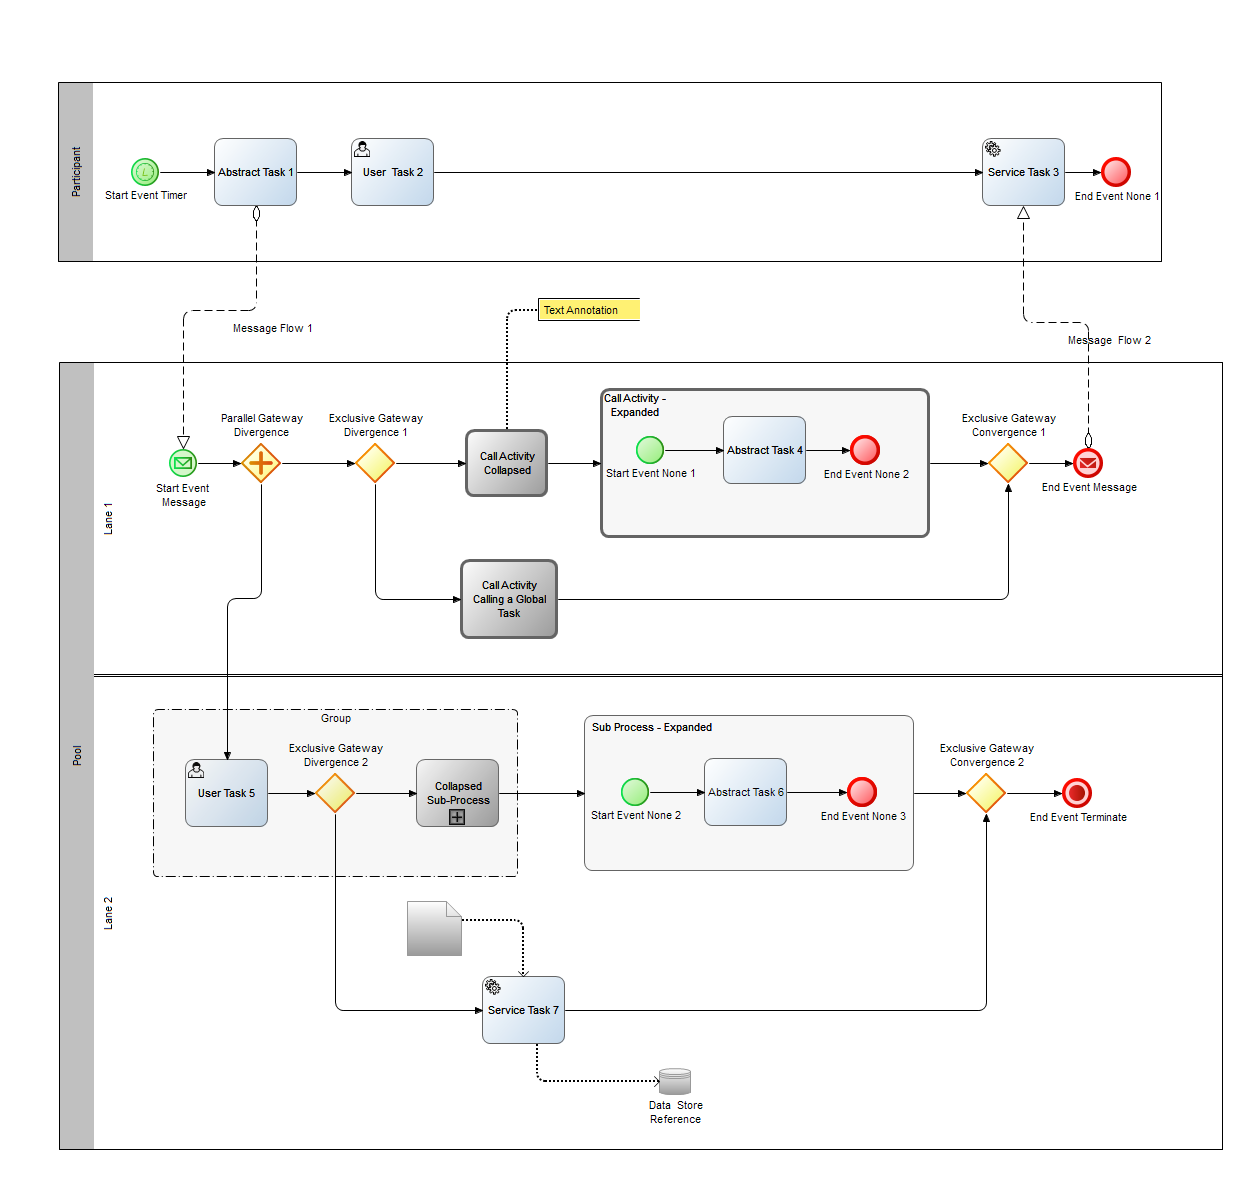 Participant
Start Event Timer
Abstract Task 1
User Task 2
Service Task 3
End Event None 1
Message Flow 1
Text Annotation
Message Flow 2
Pool
Lane 1
Start Event
Message
Parallel Gateway
Divergence
Exclusive Gateway
Divergence 1
Call Activity
Collapsed
Call Activity -
Expanded
Start Event None 1
Abstract Task 4
End Event None 2
Exclusive Gateway
Convergence 1
End Event Message
Call Activity
Calling a Global
Task
Lane 2
Group
User Task 5
Exclusive Gateway
Divergence 2
Collapsed
Sub-Process
Sub Process - Expanded
Start Event None 2
Abstract Task 6
End Event None 3
Exclusive Gateway
Convergence 2
End Event Terminate
Service Task 7
Data Store
Reference